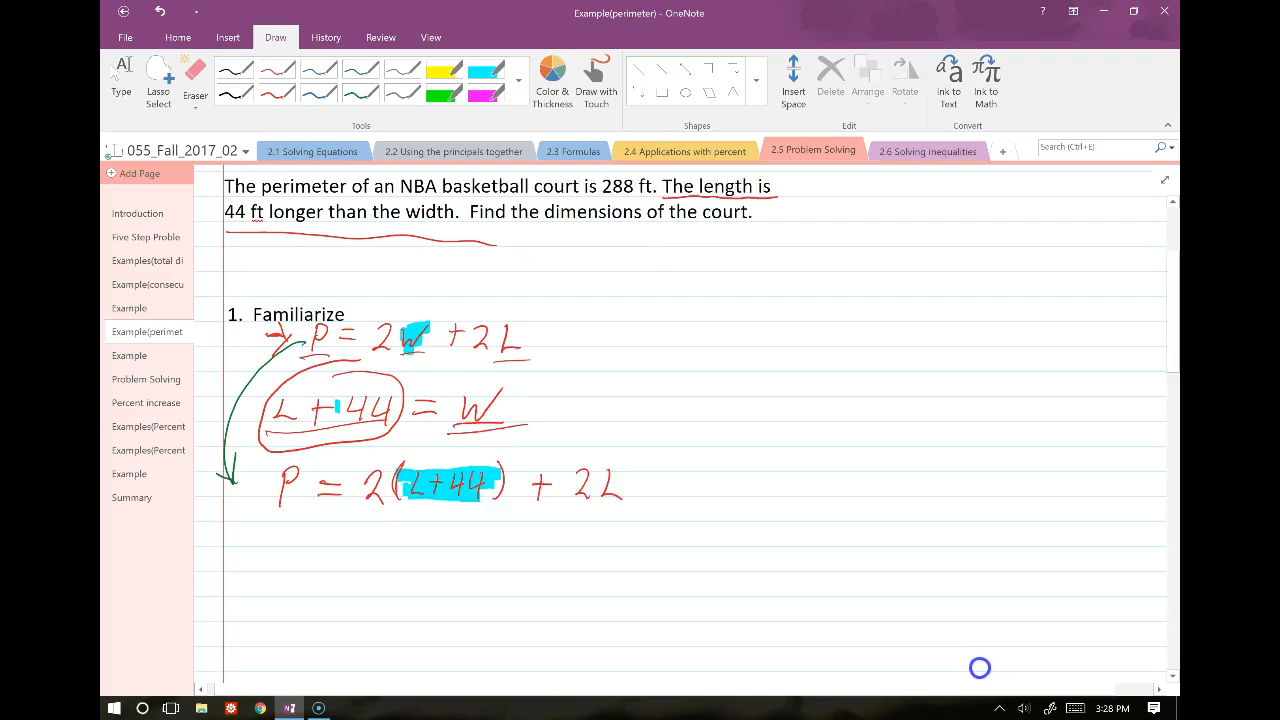 Example(perimeter) - OneNote
File Home Insert Draw History Review View
Type Lasso Select Eraser Color & Thickness Draw with Touch Insert Space Delete Arrange Rotate Ink to Text Ink to Math
Tools Shapes Edit Convert
055_Fall_2017_02 2.1 Solving Equations 2.2 Using the principals together 2.3 Formulas 2.4 Applications with percent 2.5 Problem Solving 2.6 Solving inequalities Search (Ctrl+E)
Add Page
Introduction
Five Step Proble
Examples(total di
Example(consecu
Example
Example(perimet
Example
Problem Solving
Percent increase
Examples(Percent
Examples(Percent
Example
Summary
The perimeter of an NBA basketball court is 288 ft. The length is
44 ft longer than the width. Find the dimensions of the court.
1. Familiarize
P = 2W + 2L
L + 44 = W
P = 2(L+44) + 2L
3:28 PM